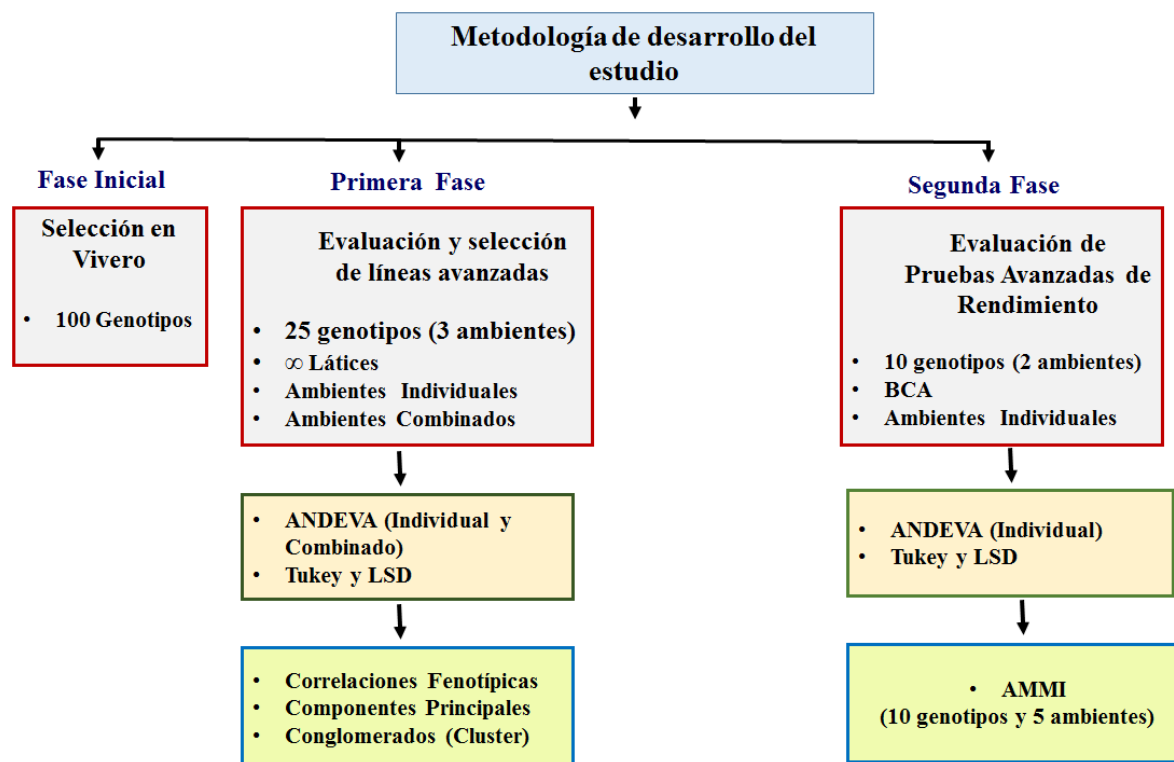 Metodología de desarrollo del
estudio
Fase Inicial
Selección en
Vivero
• 100 Genotipos
Primera Fase
Evaluación y selección
de líneas avanzadas
• 25 genotipos (3 ambientes)
• ∞ Látices
• Ambientes Individuales
• Ambientes Combinados
• ANDEVA (Individual y
Combinado)
• Tukey y LSD
• Correlaciones Fenotípicas
• Componentes Principales
• Conglomerados (Cluster)
Segunda Fase
Evaluación de
Pruebas Avanzadas de
Rendimiento
• 10 genotipos (2 ambientes)
• BCA
• Ambientes Individuales
• ANDEVA (Individual)
• Tukey y LSD
• AMMI
(10 genotipos y 5 ambientes)